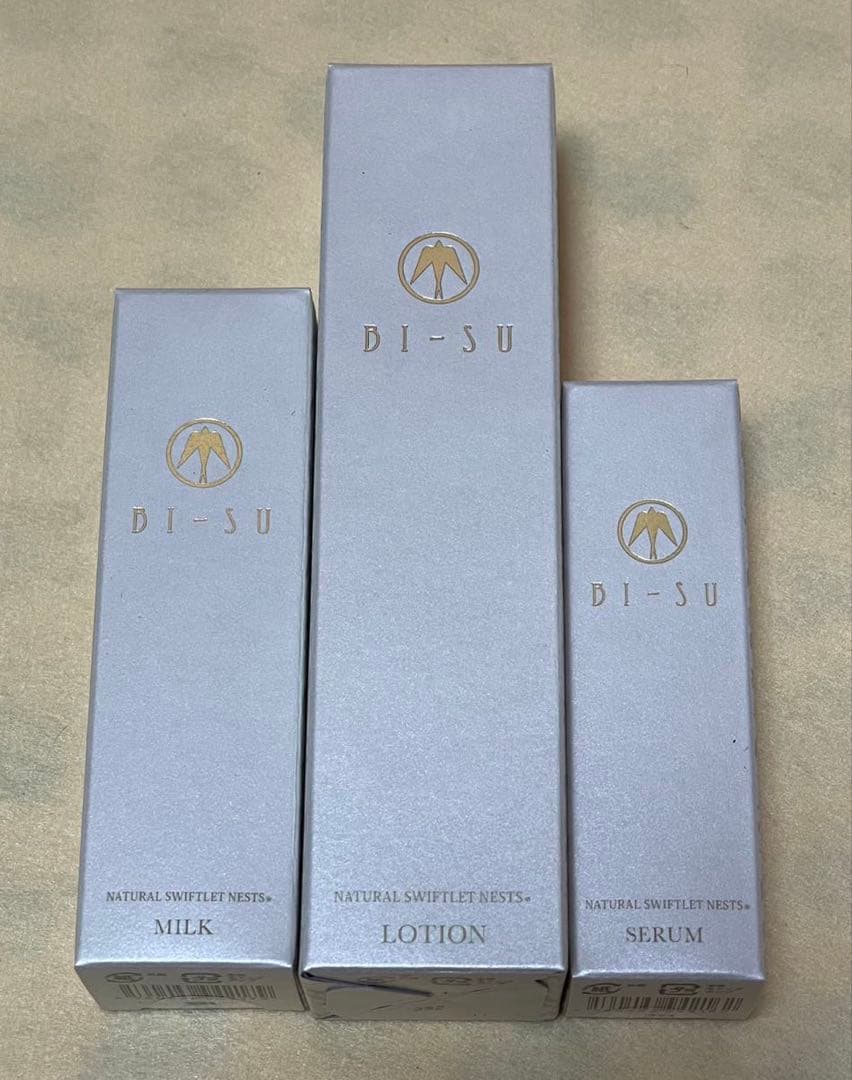 BI-SU
NATURAL SWIFTLET NESTS®
MILK
BI-SU
NATURAL SWIFTLET NESTS®
LOTION
BI-SU
NATURAL SWIFTLET NESTS®
SERUM